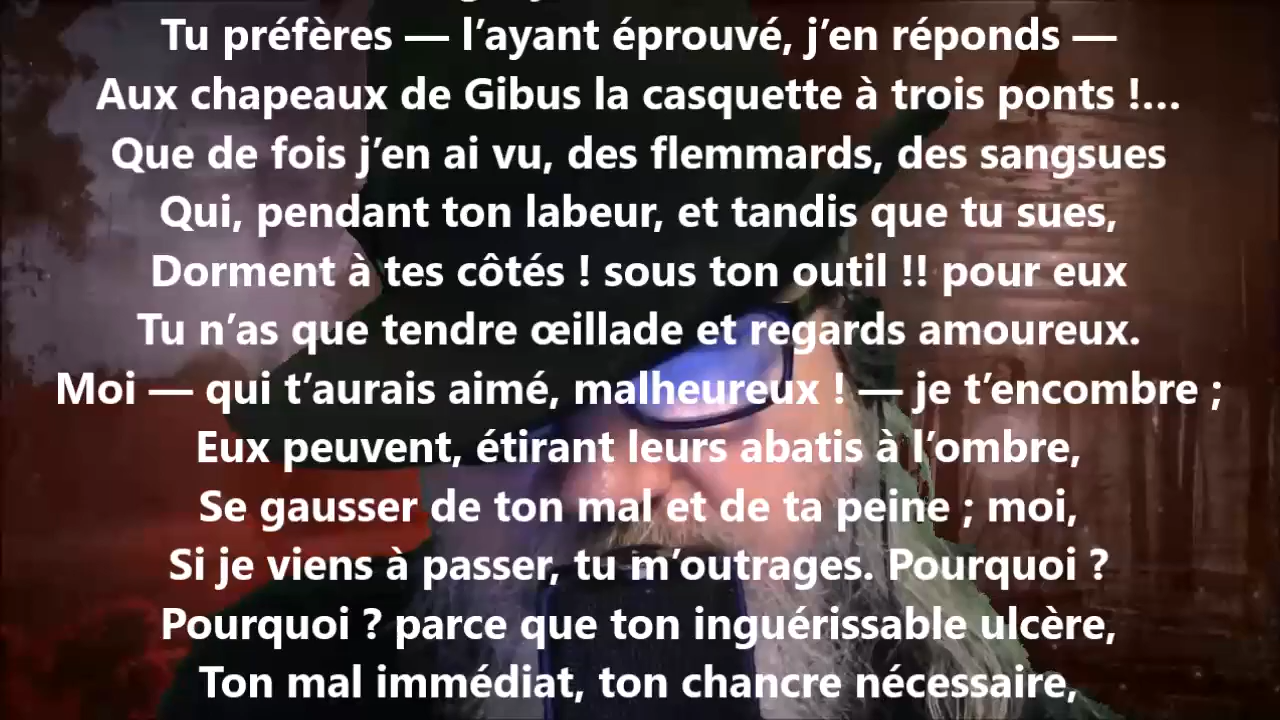 Tu préfères — l’ayant éprouvé, j’en réponds —
Aux chapeaux de Gibus la casquette à trois ponts !…
Que de fois j’en ai vu, des flemmards, des sangsues
Qui, pendant ton labeur, et tandis que tu sues,
Dorment à tes côtés ! sous ton outil !! pour eux
Tu n’as que tendre œillade et regards amoureux.
Moi — qui t’aurais aimé, malheureux ! — je t’encombre ;
Eux peuvent, étirant leurs abatis à l’ombre,
Se gausser de ton mal et de ta peine ; moi,
Si je viens à passer, tu m’outrages. Pourquoi ?
Pourquoi ? parce que ton inguérissable ulcère,
Ton mal immédiat, ton chancre nécessaire,